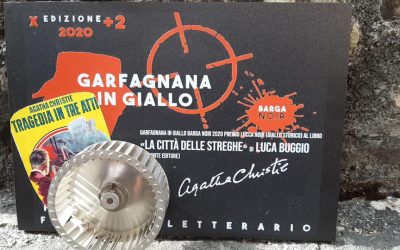 X EDIZIONE
2020 +2
GARFAGNANA
IN GIALLO
BARGA
NOIR
AGATHA CHRISTIE
TRAGEDIA IN TRE ATTI
GARFAGNANA IN GIALLO BARGA NOIR 2020 PREMIO LUCCA NOIR (GIALLO STORICO) AL LIBRO
«LA CITTÀ DELLE STREGHE» DI LUCA BUGGIO
EDITORE)
Agatha Christie
LETTERARIO